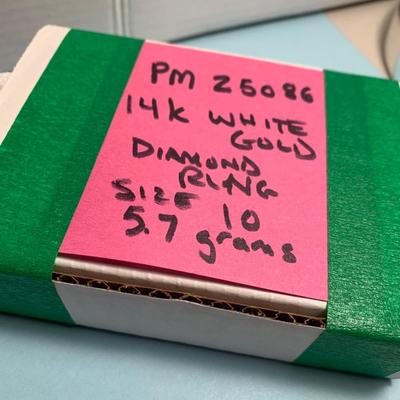 PM 25086
14K WHITE
GOLD
DIAMOND
RING
SIZE 10
5.7 grams